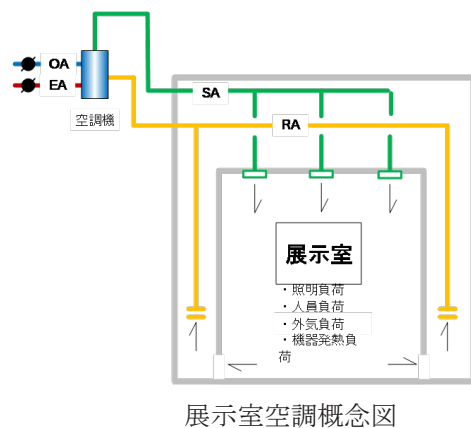 OA
EA
空調機
SA
RA
展示室
・照明負荷
・人員負荷
・外気負荷
・機器発熱負
荷
展示室空調概念図